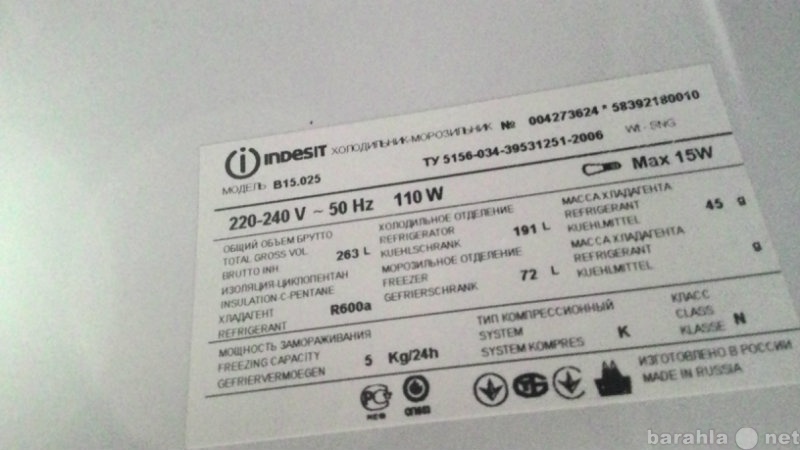 INDESIT ХОЛОДИЛЬНИК-МОРОЗИЛЬНИК № 004273624 * 58392180010
МОДЕЛЬ B15.025 ТУ 5156-034-39531251-2006 WI - SNG
220-240 V ~ 50 Hz 110 W Max 15W
ОБЩИЙ ОБЪЕМ БРУТТО
TOTAL GROSS VOL 263 L
BRUTTO INH.
ХОЛОДИЛЬНОЕ ОТДЕЛЕНИЕ
REFRIGERATOR 191 L
KUEHLSCHRANK
МАССА ХЛАДАГЕНТА
REFRIGERANT 45 g
KUEHLMITTEL
ИЗОЛЯЦИЯ-ЦИКЛОПЕНТАН
INSULATION-C-PENTANE
МОРОЗИЛЬНОЕ ОТДЕЛЕНИЕ
FREEZER 72 L
GEFRIERSCHRANK
МАССА ХЛАДАГЕНТА
REFRIGERANT g
KUEHLMITTEL
ХЛАДАГЕНТ R600a
REFRIGERANT
МОЩНОСТЬ ЗАМОРАЖИВАНИЯ
FREEZING CAPACITY 5 Kg/24h
GEFRIERVERMOEGEN
ТИП КОМПРЕССИОННЫЙ
SYSTEM K
SYSTEM KOMPRES
КЛАСС
CLASS N
KLASSE
ИЗГОТОВЛЕНО В РОССИИ
MADE IN RUSSIA
barahla net